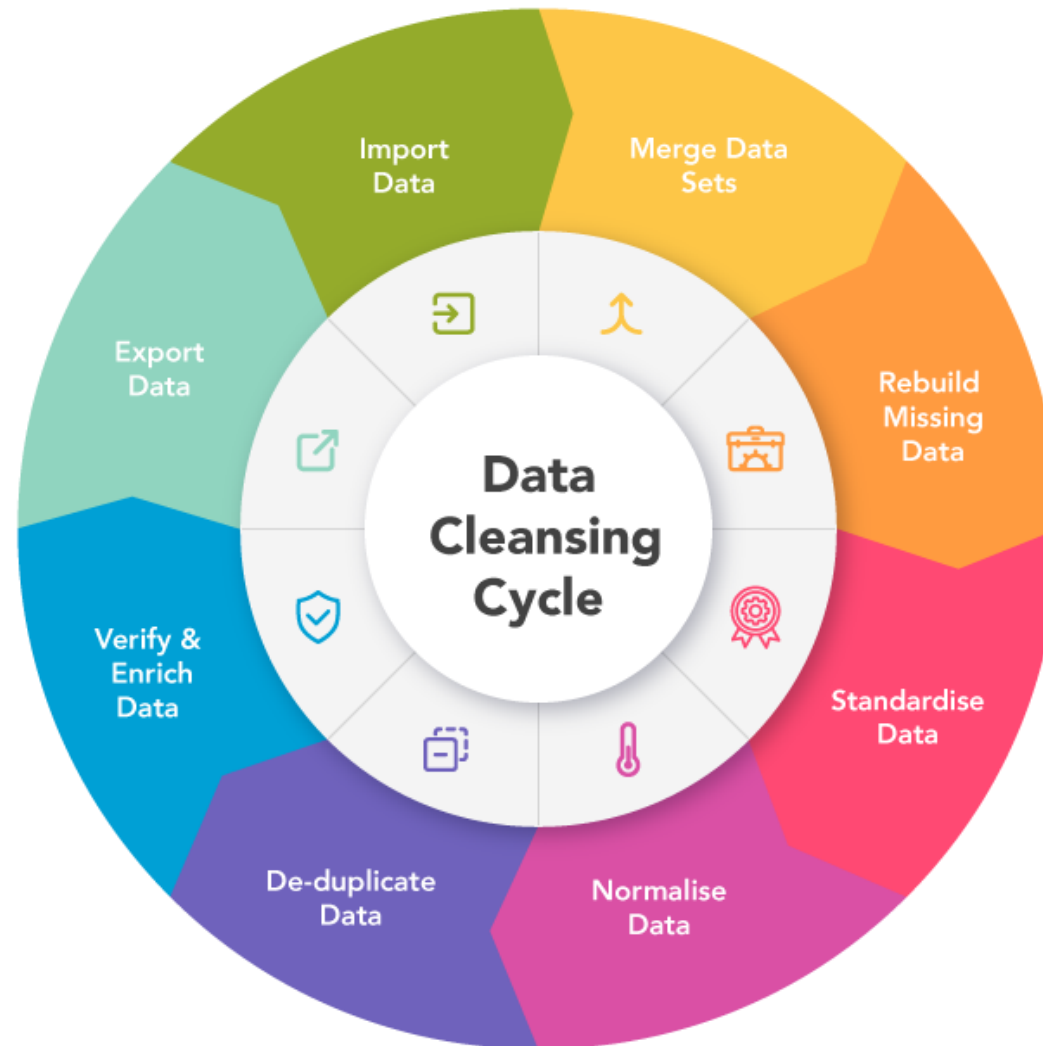 Import
Data
Merge Data
Sets
Rebuild
Missing
Data
Standardise
Data
Normalise
Data
De-duplicate
Data
Verify &
Enrich
Data
Export
Data
Data
Cleansing
Cycle